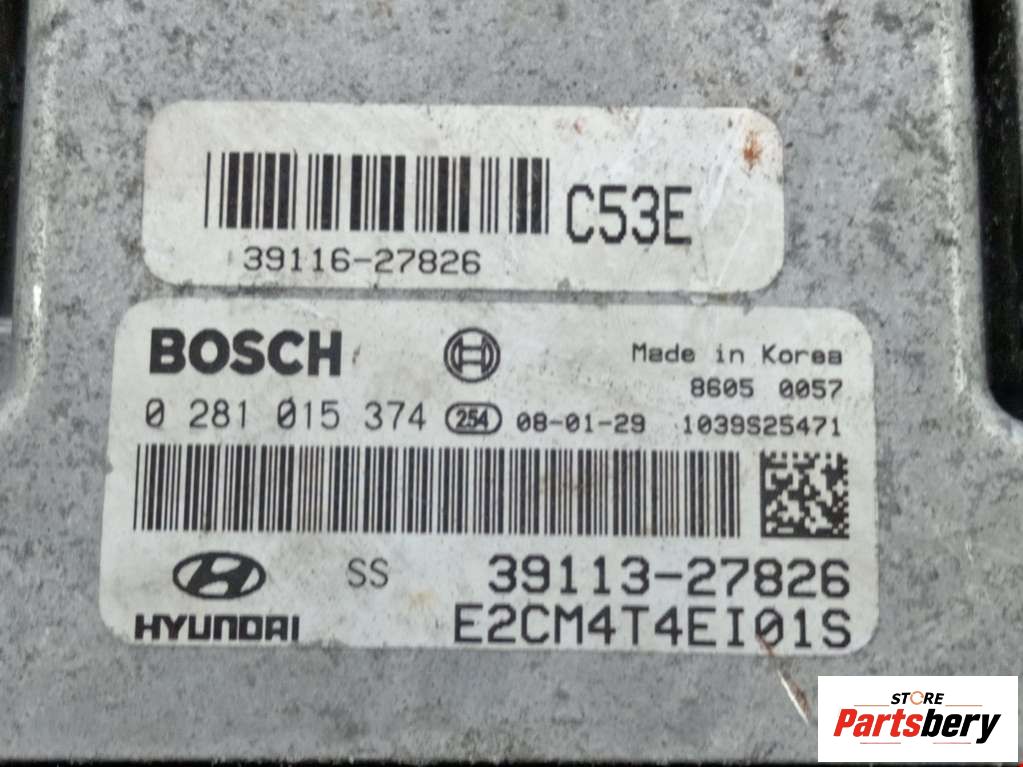 C53E
39116-27826
BOSCH
Made in Korea
8605 0057
0 281 015 374 254 08-01-29 1039S25471
HYUNDAI SS 39113-27826
E2CM4T4EI01S
STORE
Partsbery